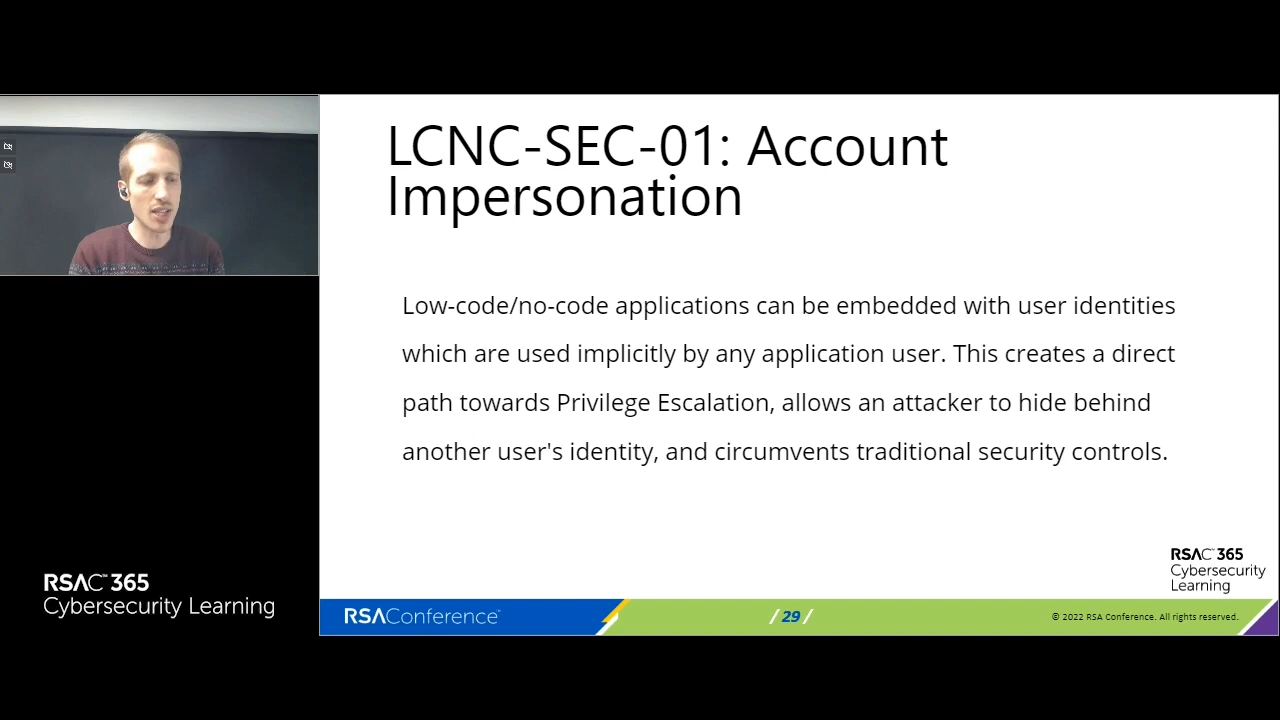 LCNC-SEC-01: Account
Impersonation
Low-code/no-code applications can be embedded with user identities
which are used implicitly by any application user. This creates a direct
path towards Privilege Escalation, allows an attacker to hide behind
another user's identity, and circumvents traditional security controls.
RSAC™ 365
Cybersecurity Learning
RSAC™ 365
Cybersecurity
Learning
RSAConference™
/ 29 /
© 2022 RSA Conference. All rights reserved.